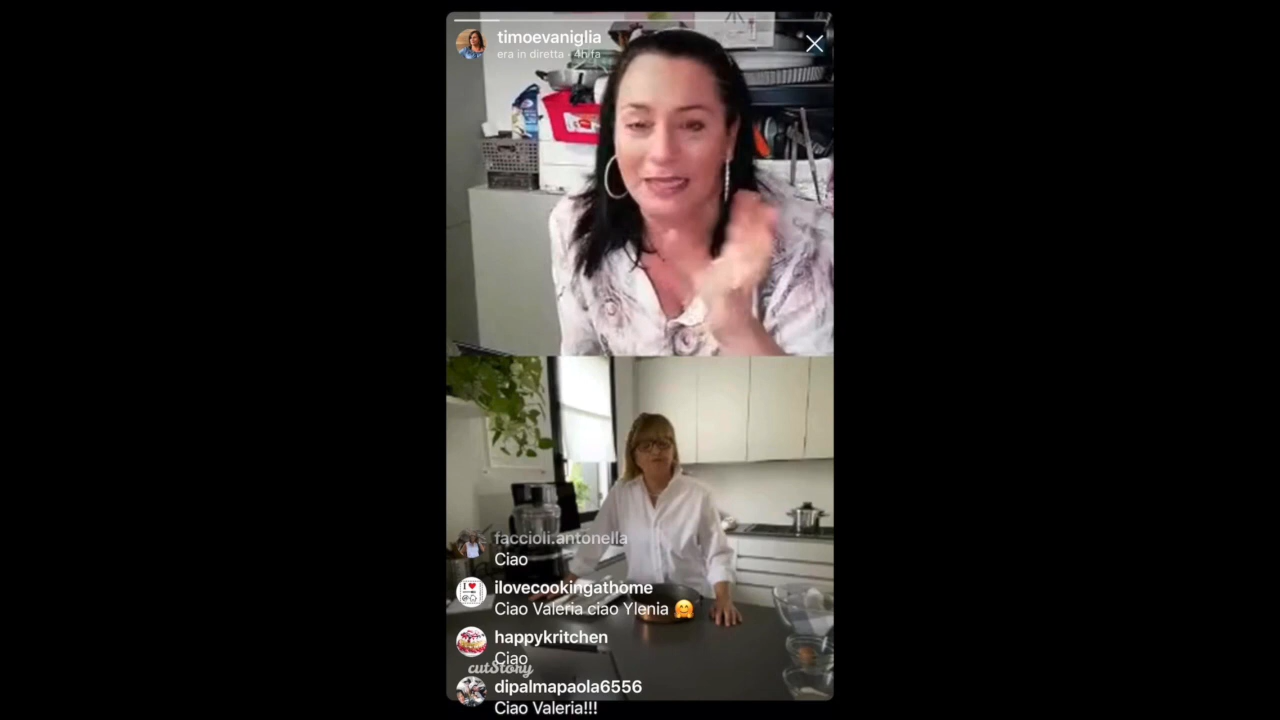 timoevaniglia
era in diretta · 4h fa
faccioli.antonella
Ciao
ilovecookingathome
Ciao Valeria ciao Ylenia 🤗
happykritchen
Ciao
cutStory
dipalmapaola6556
Ciao Valeria!!!